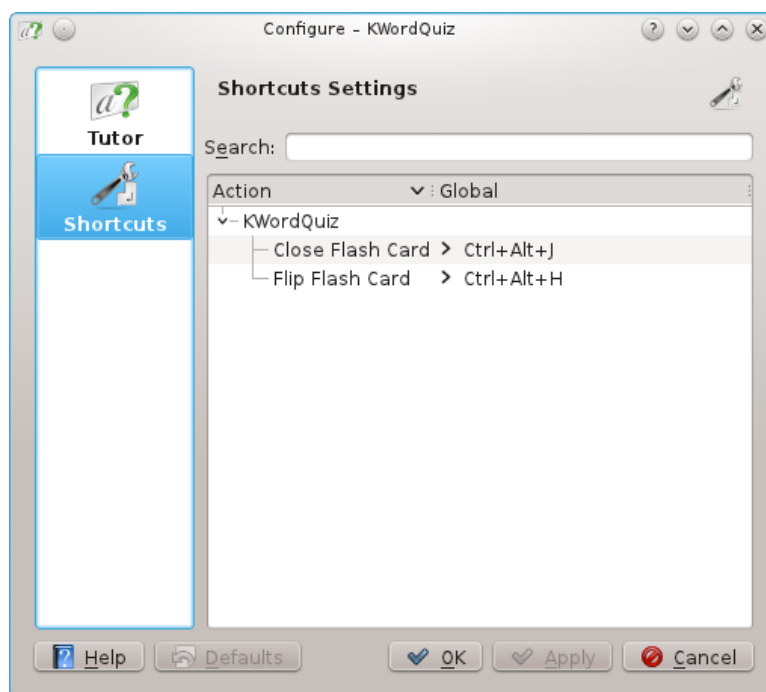 Configure – KWordQuiz
Tutor
Shortcuts
Shortcuts Settings
Search:
Action Global
KWordQuiz
Close Flash Card Ctrl+Alt+J
Flip Flash Card Ctrl+Alt+H
Help Defaults OK Apply Cancel